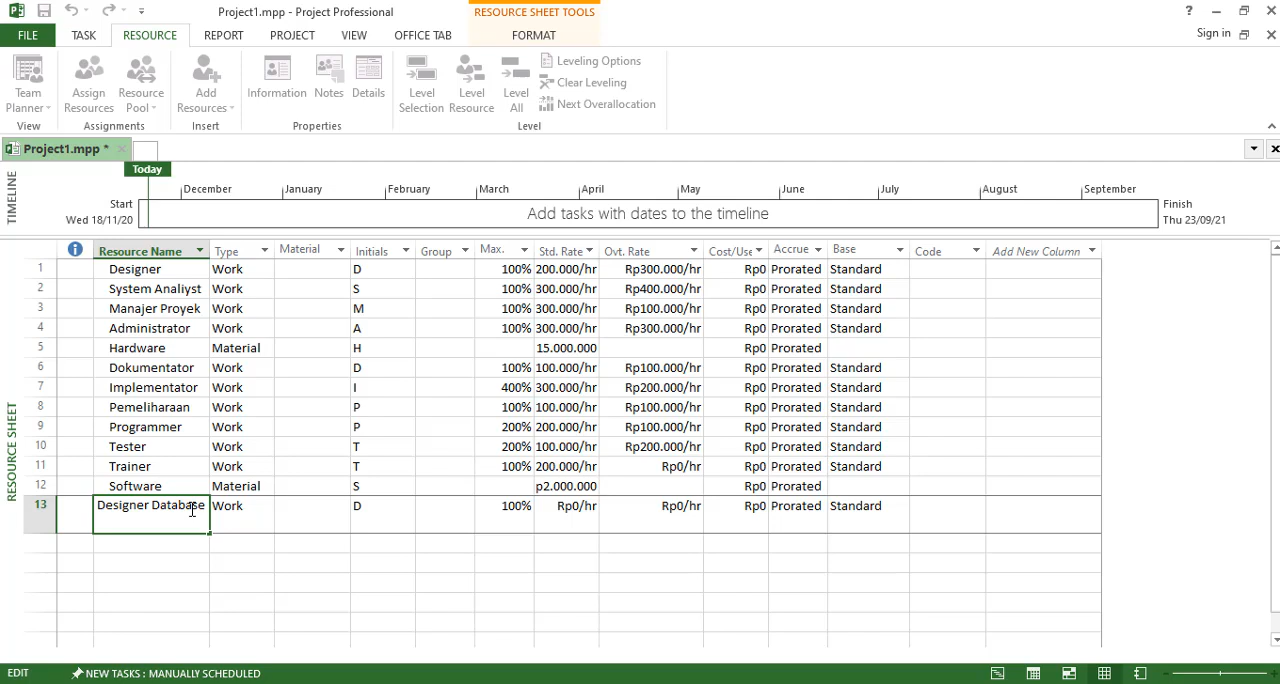 Project1.mpp - Project Professional
RESOURCE SHEET TOOLS
?
FILE TASK RESOURCE REPORT PROJECT VIEW OFFICE TAB FORMAT Sign in
Team Planner
Assign Resources
Resource Pool
Add Resources
Information
Notes
Details
Level Selection
Level Resource
Level All
Leveling Options
Clear Leveling
Next Overallocation
View Assignments Insert Properties Level
Project1.mpp *
Today
TIMELINE
December January February March April May June July August September
Start
Wed 18/11/20
Add tasks with dates to the timeline
Finish
Thu 23/09/21
RESOURCE SHEET
Resource Name Type Material Initials Group Max. Std. Rate Ovt. Rate Cost/Use Accrue Base Code Add New Column
1 Designer Work D 100% 200.000/hr Rp300.000/hr Rp0 Prorated Standard
2 System Analiyst Work S 100% 300.000/hr Rp400.000/hr Rp0 Prorated Standard
3 Manajer Proyek Work M 100% 300.000/hr Rp100.000/hr Rp0 Prorated Standard
4 Administrator Work A 100% 300.000/hr Rp300.000/hr Rp0 Prorated Standard
5 Hardware Material H 15.000.000 Rp0 Prorated
6 Dokumentator Work D 100% 100.000/hr Rp100.000/hr Rp0 Prorated Standard
7 Implementator Work I 400% 300.000/hr Rp200.000/hr Rp0 Prorated Standard
8 Pemeliharaan Work P 100% 100.000/hr Rp100.000/hr Rp0 Prorated Standard
9 Programmer Work P 200% 200.000/hr Rp100.000/hr Rp0 Prorated Standard
10 Tester Work T 200% 100.000/hr Rp200.000/hr Rp0 Prorated Standard
11 Trainer Work T 100% 200.000/hr Rp0/hr Rp0 Prorated Standard
12 Software Material S p2.000.000 Rp0 Prorated
13 Designer Database Work D 100% Rp0/hr Rp0/hr Rp0 Prorated Standard
EDIT NEW TASKS : MANUALLY SCHEDULED